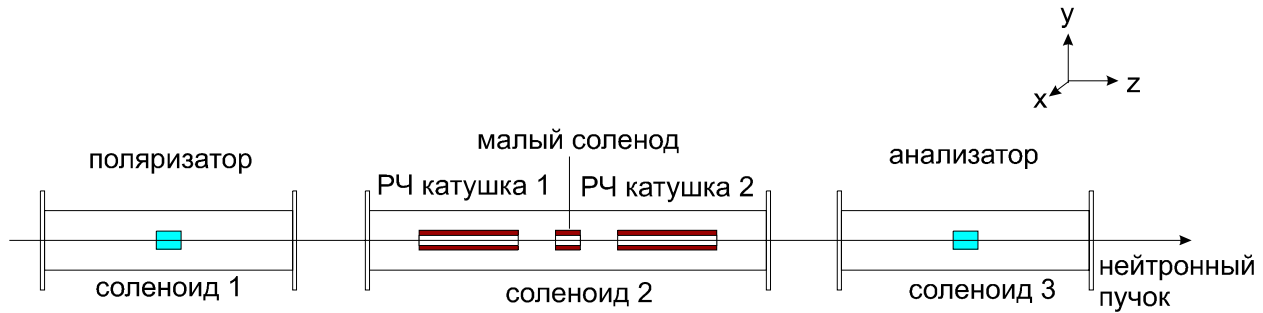 y
x
z
поляризатор
малый соленод
анализатор
РЧ катушка 1
РЧ катушка 2
соленоид 1
соленоид 2
соленоид 3
нейтронный
пучок